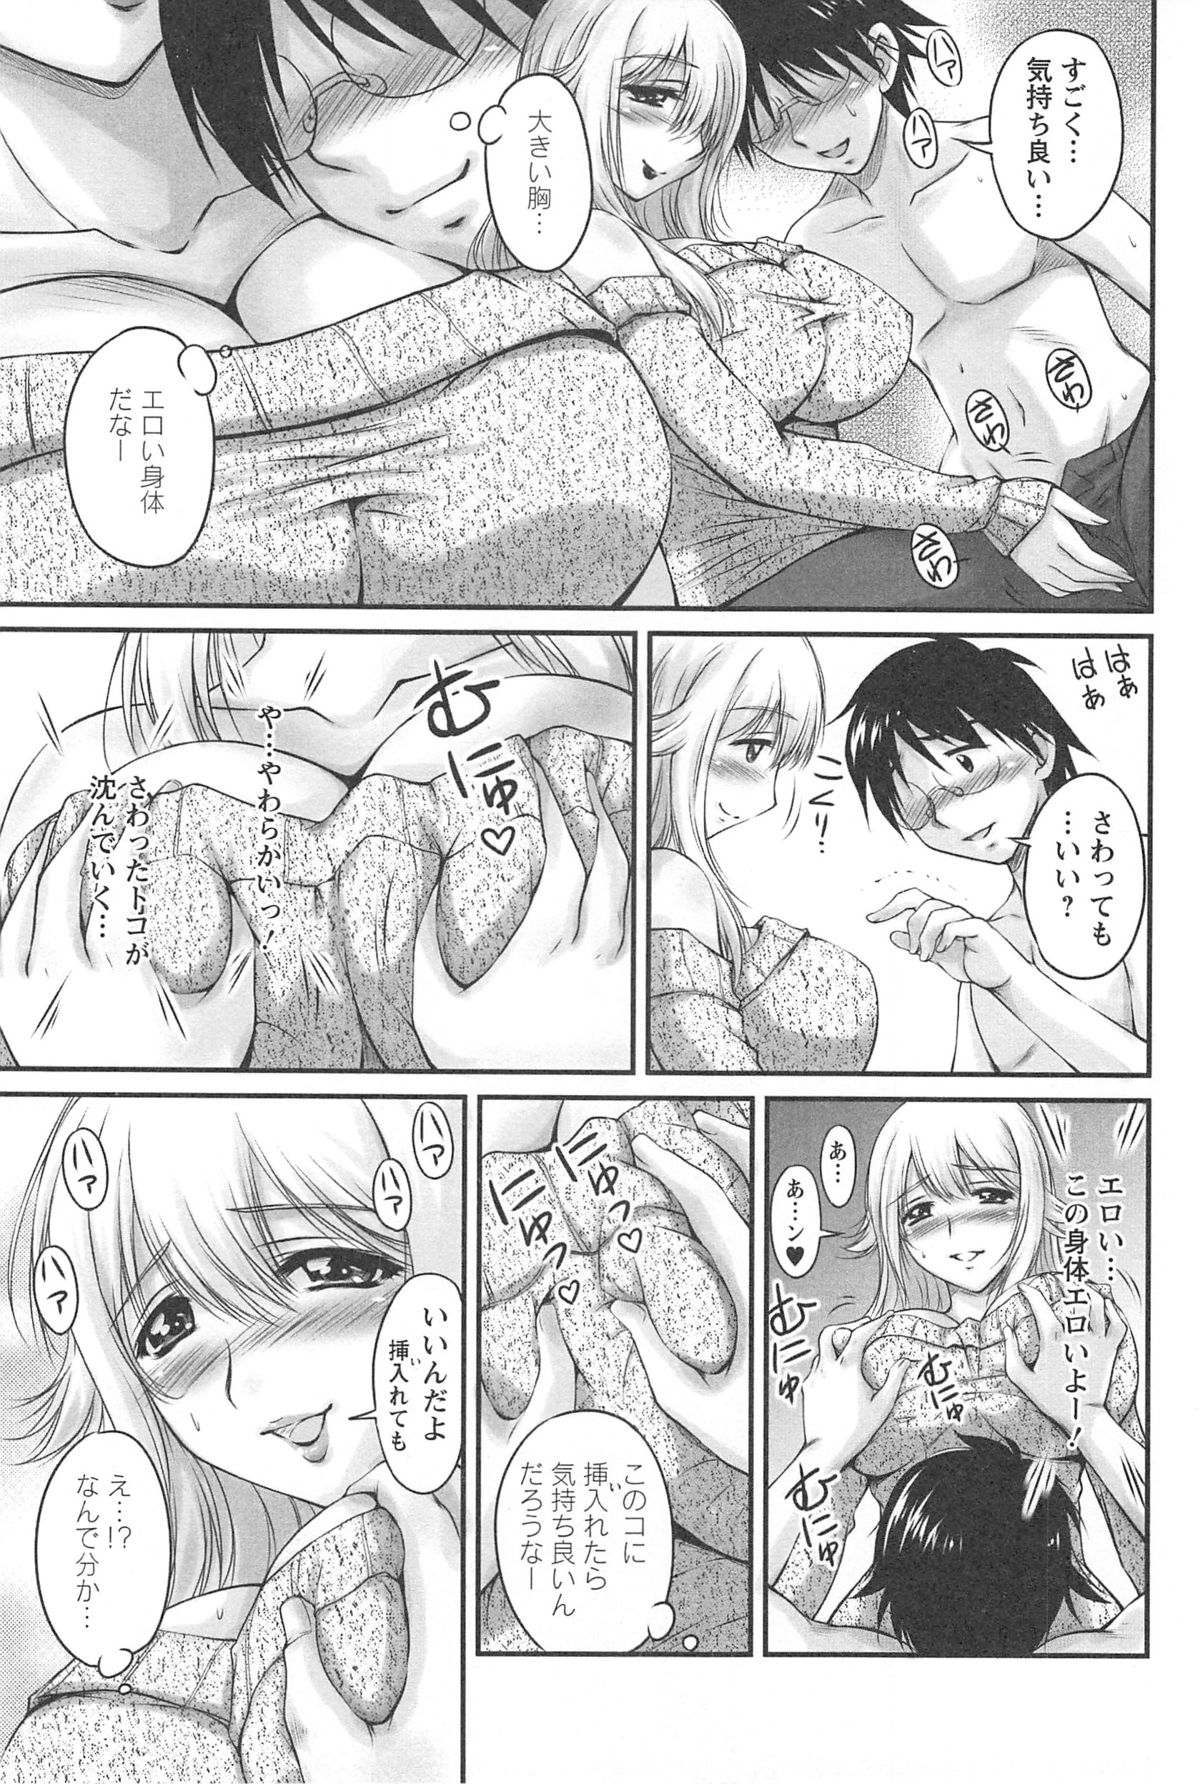 すごく…
気持ち良い…
ハァ
ハァ
大きい胸…
さわ
さわ
さわ
エロい身体
だなー
はぁ
はぁ
さわっても
…いい？
こくり…
むにゅ♡
や…やわらかいっ！
さわったトコが
沈んでいく…
エロい…
この身体エロいよー！
あ…
あ…ン♥
むにゅ
むにゅ
むにゅ
にゅっ♡
にゅっ♡
このコに
挿入れたら
い
気持ち良いん
だろうなー
ハァ
ハァ
ハァ
いいんだよ
挿入れても
い
え…!?
なんで分か…